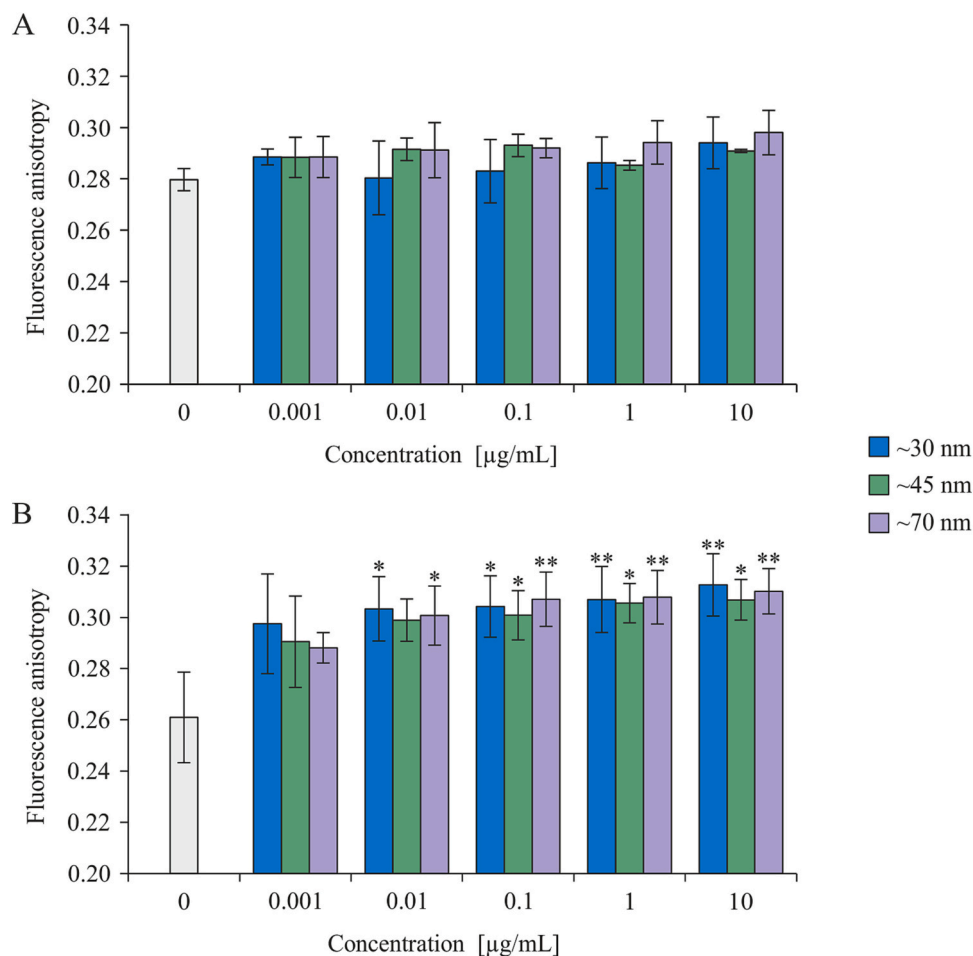 A
0.34
0.32
0.30
0.28
0.26
0.24
0.22
0.20
Fluorescence anisotropy
0 0.001 0.01 0.1 1 10
Concentration [µg/mL]
~30 nm
~45 nm
~70 nm
B
0.34
0.32
0.30
0.28
0.26
0.24
0.22
0.20
Fluorescence anisotropy
* * * * ** ** * ** ** * **
0 0.001 0.01 0.1 1 10
Concentration [µg/mL]